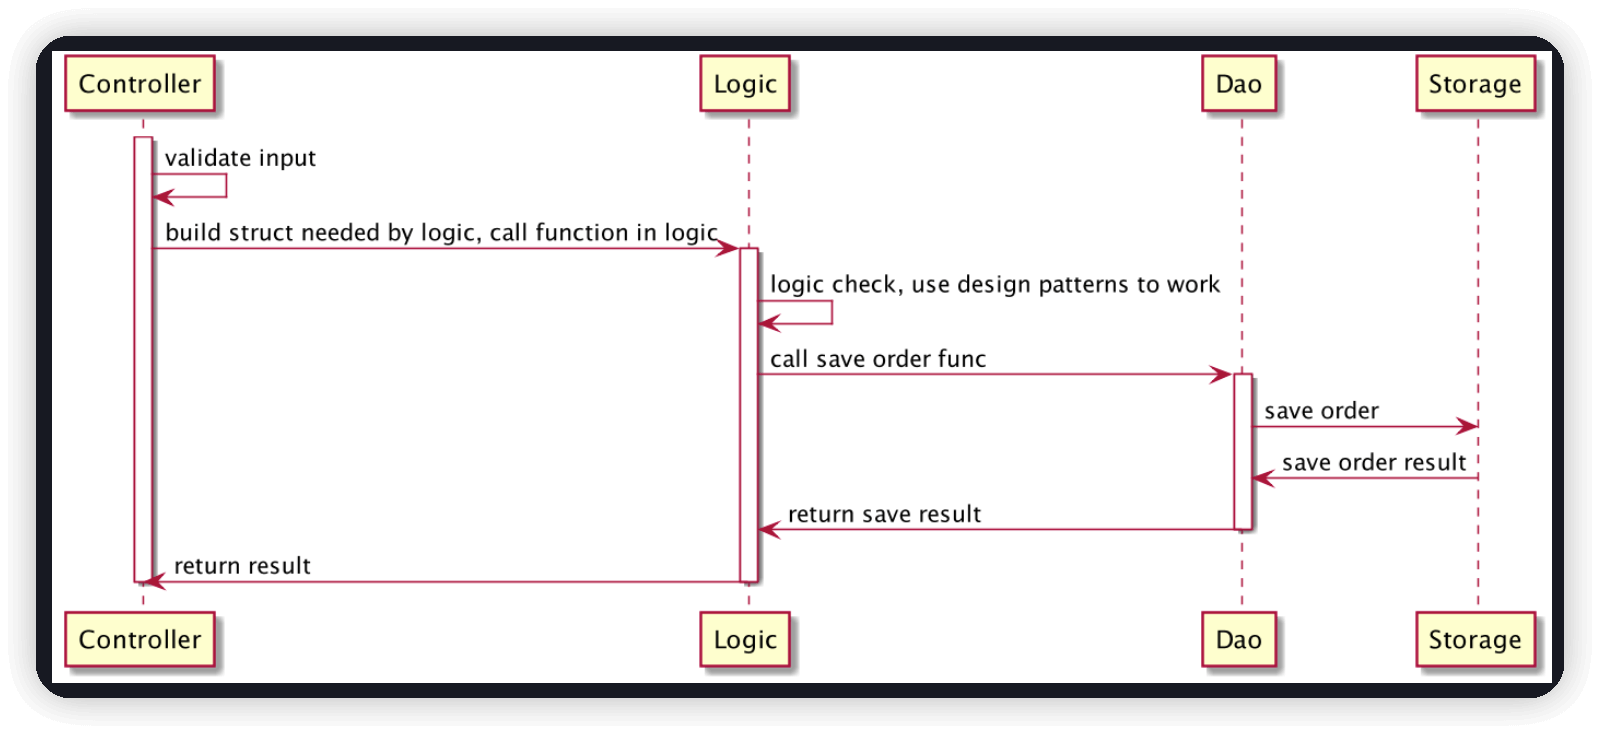 Controller
Logic
Dao
Storage
validate input
build struct needed by logic, call function in logic
logic check, use design patterns to work
call save order func
save order
save order result
return save result
return result
Controller
Logic
Dao
Storage